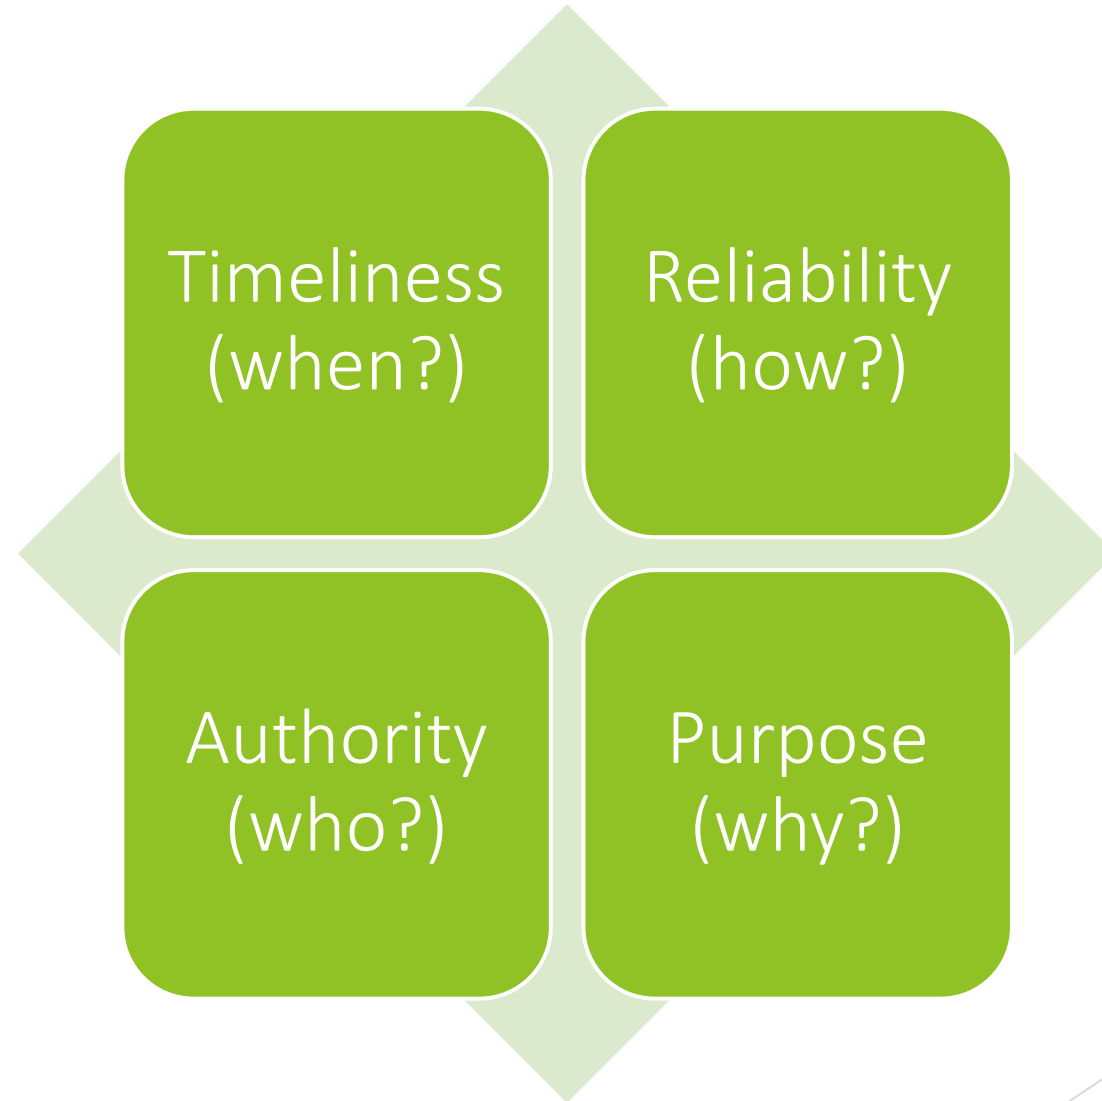 Timeliness
(when?)
Reliability
(how?)
Authority
(who?)
Purpose
(why?)